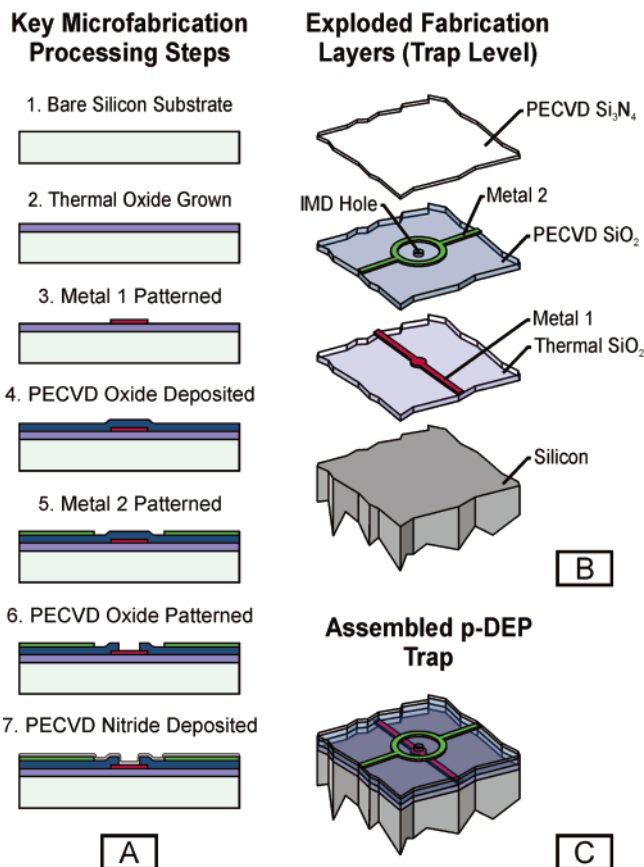 Key Microfabrication
Processing Steps
1. Bare Silicon Substrate
2. Thermal Oxide Grown
3. Metal 1 Patterned
4. PECVD Oxide Deposited
5. Metal 2 Patterned
6. PECVD Oxide Patterned
7. PECVD Nitride Deposited
A
Exploded Fabrication
Layers (Trap Level)
PECVD Si₃N₄
IMD Hole
Metal 2
PECVD SiO₂
Metal 1
Thermal SiO₂
Silicon
B
Assembled p-DEP
Trap
C